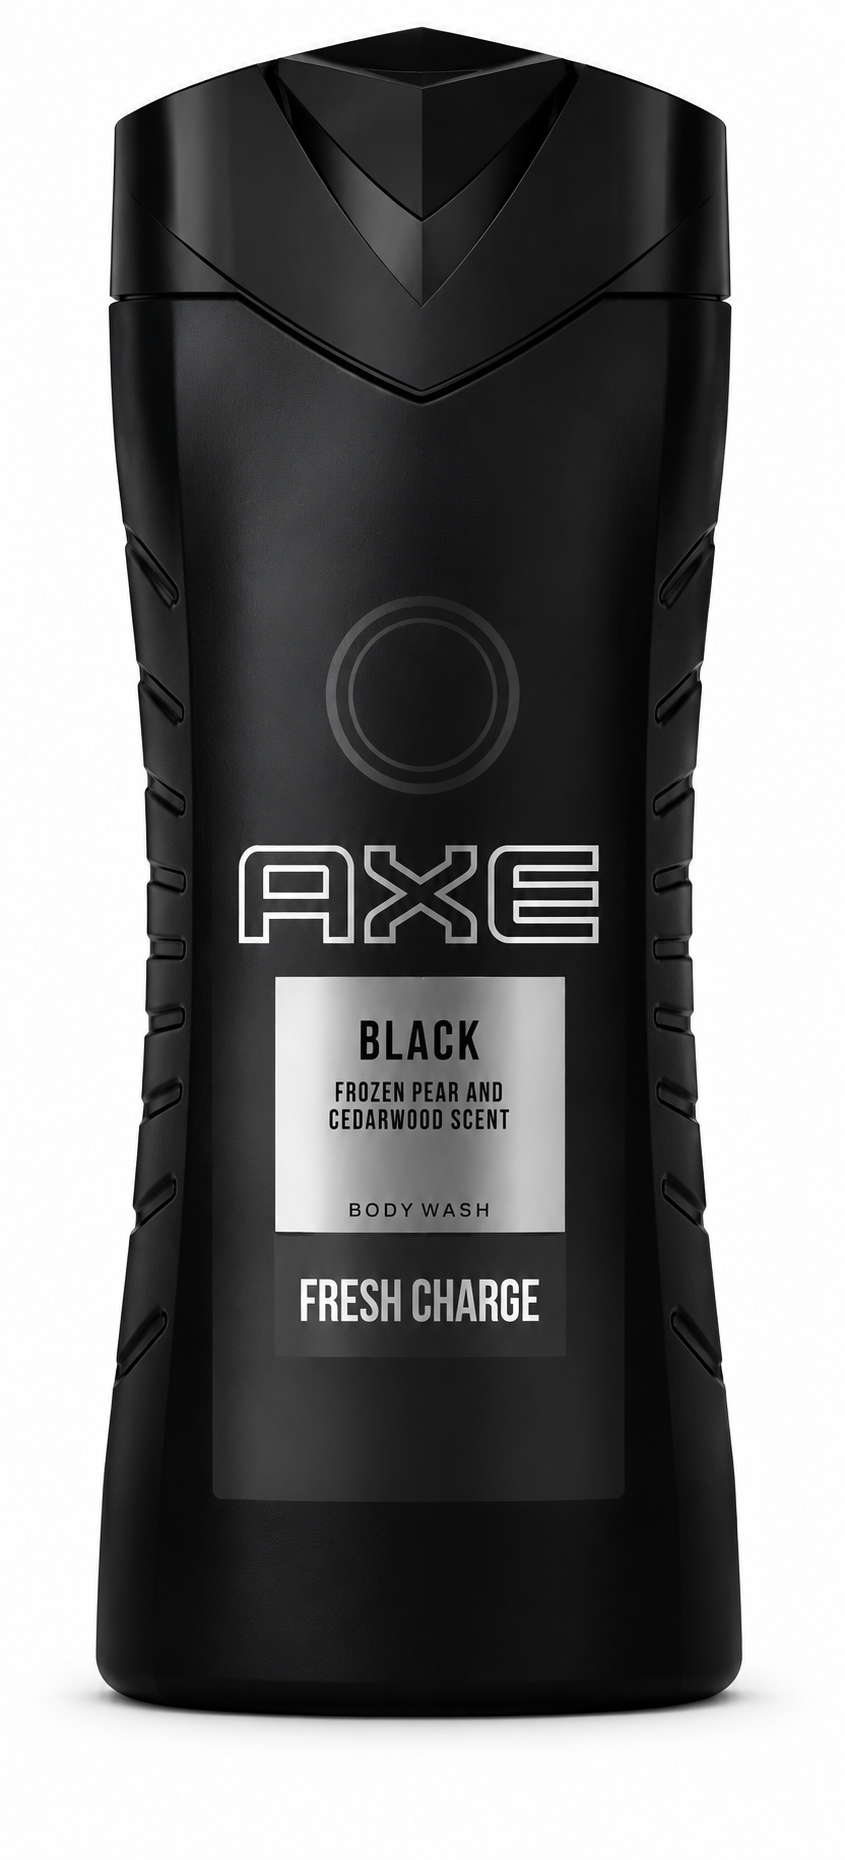 AXE
BLACK
FROZEN PEAR AND
CEDARWOOD SCENT
BODY WASH
FRESH CHARGE